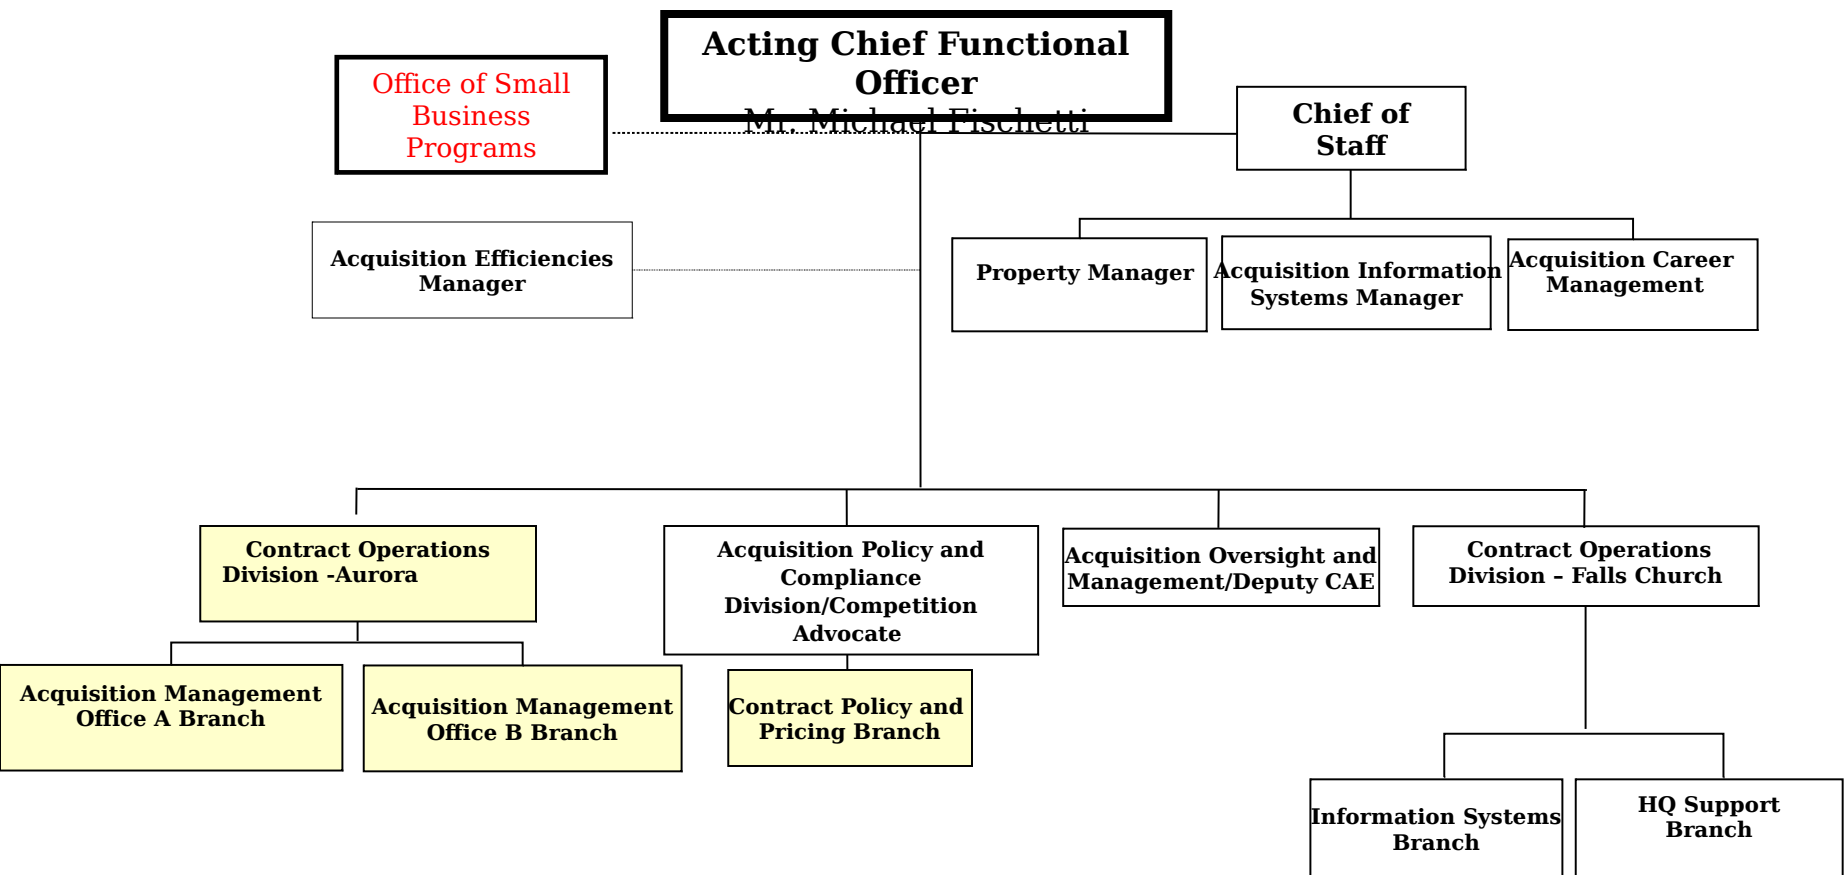 Acting Chief Functional
Officer
Mr. Michael Fischetti
Office of Small
Business
Programs
Chief of
Staff
Acquisition Efficiencies
Manager
Property Manager
Acquisition Information
Systems Manager
Acquisition Career
Management
Contract Operations
Division -Aurora
Acquisition Policy and
Compliance
Division/Competition
Advocate
Acquisition Oversight and
Management/Deputy CAE
Contract Operations
Division – Falls Church
Acquisition Management
Office A Branch
Acquisition Management
Office B Branch
Contract Policy and
Pricing Branch
Information Systems
Branch
HQ Support
Branch